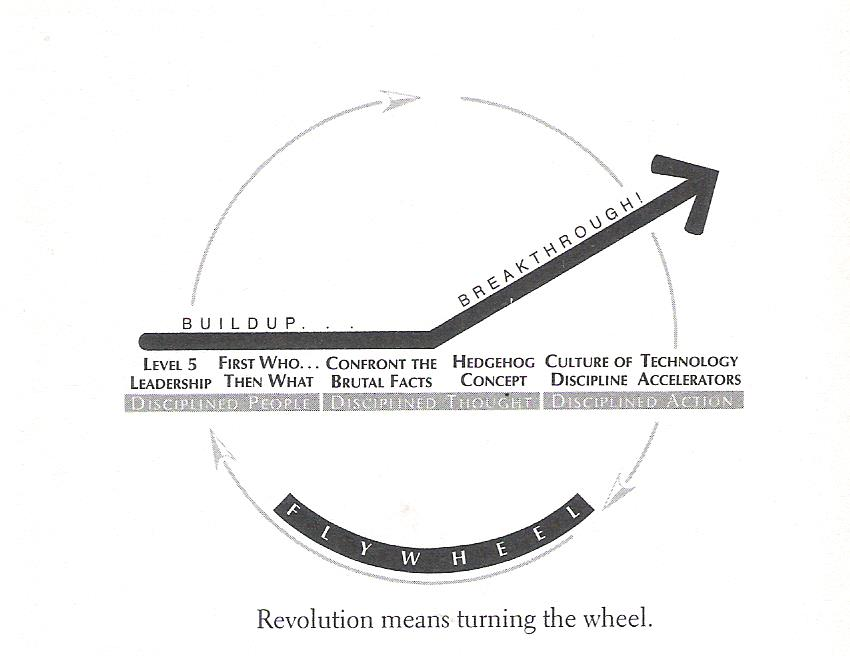 BUILDUP. . .
BREAKTHROUGH!
LEVEL 5 LEADERSHIP
FIRST WHO... THEN WHAT
CONFRONT THE BRUTAL FACTS
HEDGEHOG CONCEPT
CULTURE OF DISCIPLINE
TECHNOLOGY ACCELERATORS
DISCIPLINED PEOPLE
DISCIPLINED THOUGHT
DISCIPLINED ACTION
FLYWHEEL
Revolution means turning the wheel.